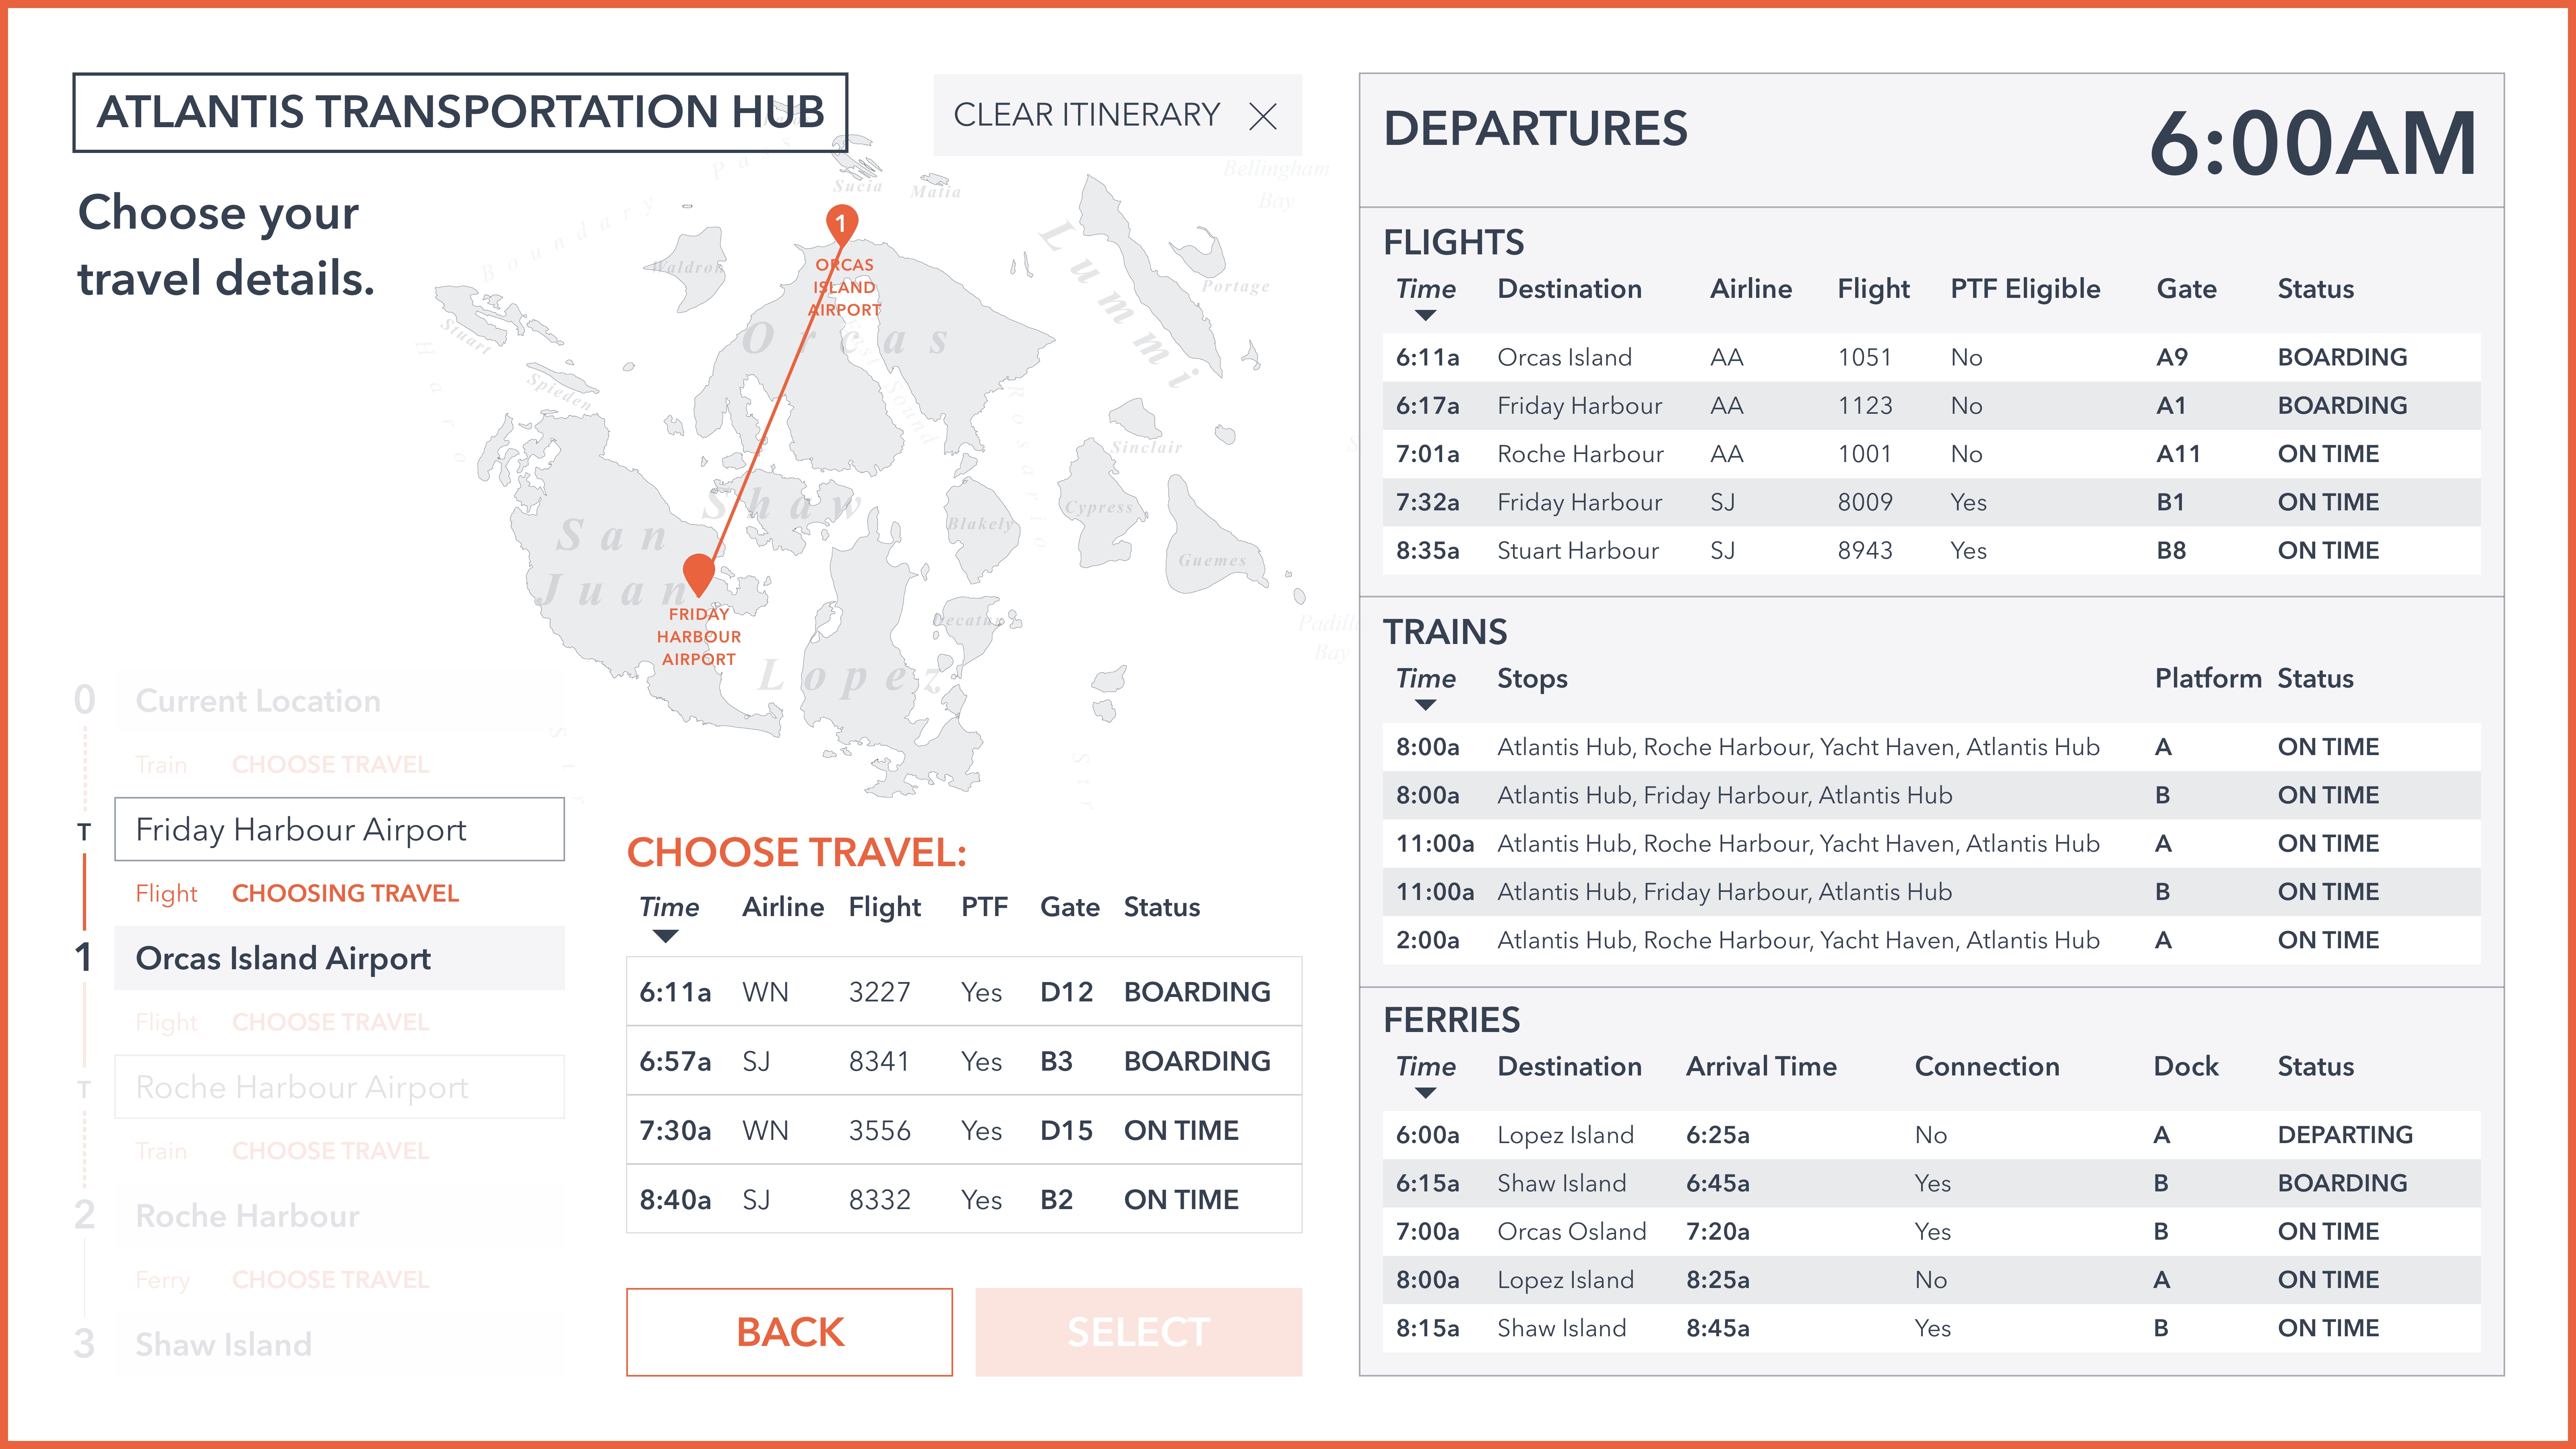 ATLANTIS TRANSPORTATION HUB
CLEAR ITINERARY
Choose your
travel details.
Boundary
Sucia
Matia
Bellingham
Bay
1
ORCAS
ISLAND
AIRPORT
Waldron
Lummi
Portage
Stuart
Spieden
Haro
Orcas
East Sound
Rosario
Sinclair
Shaw
San
Juan
Blakely
Cypress
Guemes
FRIDAY
HARBOUR
AIRPORT
Decatur
Padilla
Bay
Lopez
0 Current Location
Train CHOOSE TRAVEL
T Friday Harbour Airport
Flight CHOOSING TRAVEL
1 Orcas Island Airport
Flight CHOOSE TRAVEL
T Roche Harbour Airport
Train CHOOSE TRAVEL
2 Roche Harbour
Ferry CHOOSE TRAVEL
3 Shaw Island
CHOOSE TRAVEL:
Time Airline Flight PTF Gate Status
6:11a WN 3227 Yes D12 BOARDING
6:57a SJ 8341 Yes B3 BOARDING
7:30a WN 3556 Yes D15 ON TIME
8:40a SJ 8332 Yes B2 ON TIME
BACK
SELECT
DEPARTURES 6:00AM
FLIGHTS
Time Destination Airline Flight PTF Eligible Gate Status
6:11a Orcas Island AA 1051 No A9 BOARDING
6:17a Friday Harbour AA 1123 No A1 BOARDING
7:01a Roche Harbour AA 1001 No A11 ON TIME
7:32a Friday Harbour SJ 8009 Yes B1 ON TIME
8:35a Stuart Harbour SJ 8943 Yes B8 ON TIME
TRAINS
Time Stops Platform Status
8:00a Atlantis Hub, Roche Harbour, Yacht Haven, Atlantis Hub A ON TIME
8:00a Atlantis Hub, Friday Harbour, Atlantis Hub B ON TIME
11:00a Atlantis Hub, Roche Harbour, Yacht Haven, Atlantis Hub A ON TIME
11:00a Atlantis Hub, Friday Harbour, Atlantis Hub B ON TIME
2:00a Atlantis Hub, Roche Harbour, Yacht Haven, Atlantis Hub A ON TIME
FERRIES
Time Destination Arrival Time Connection Dock Status
6:00a Lopez Island 6:25a No A DEPARTING
6:15a Shaw Island 6:45a Yes B BOARDING
7:00a Orcas Osland 7:20a Yes B ON TIME
8:00a Lopez Island 8:25a No A ON TIME
8:15a Shaw Island 8:45a Yes B ON TIME